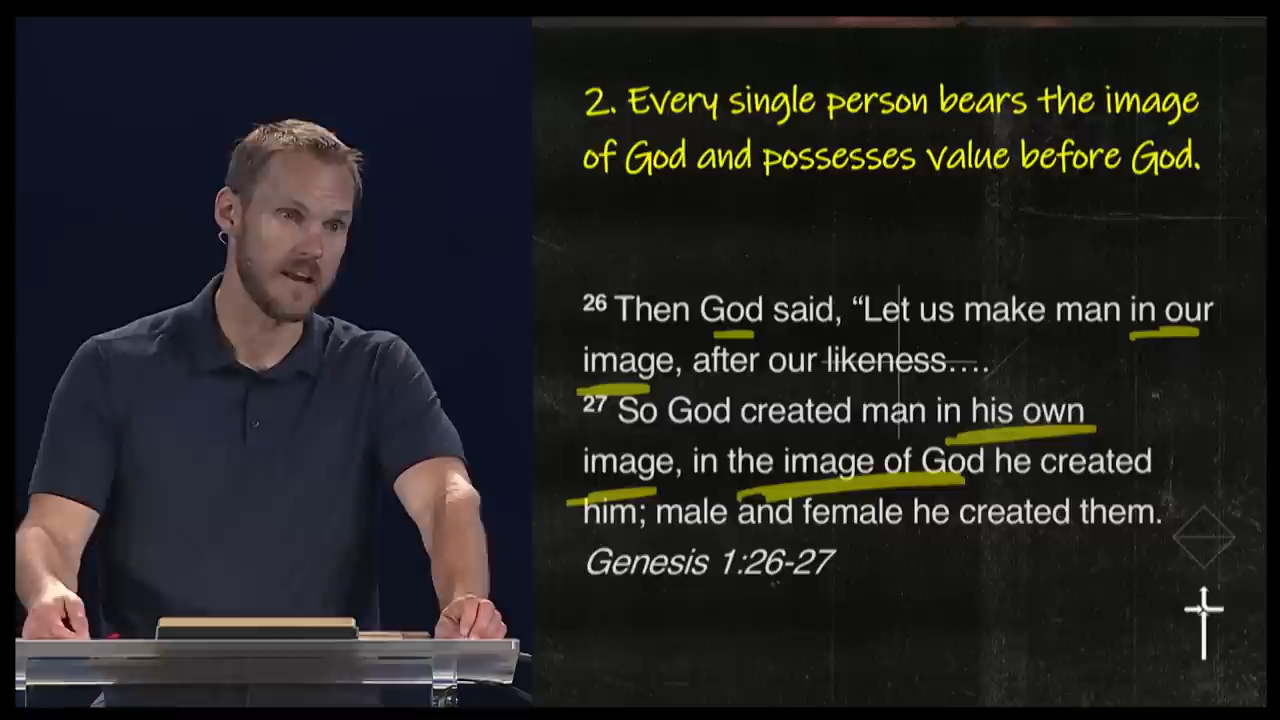 2. Every single person bears the image
of God and possesses value before God.
26 Then God said, “Let us make man in our
image, after our likeness….
27 So God created man in his own
image, in the image of God he created
him; male and female he created them.
Genesis 1:26-27